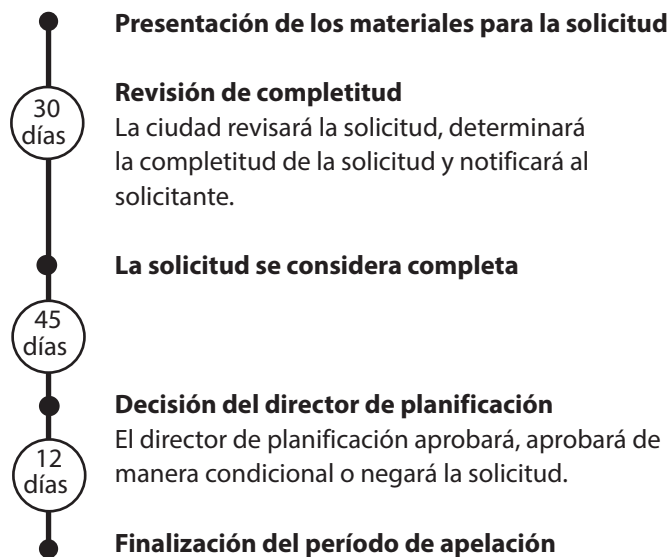 Presentación de los materiales para la solicitud
30
días
Revisión de completitud
La ciudad revisará la solicitud, determinará
la completitud de la solicitud y notificará al
solicitante.
La solicitud se considera completa
45
días
Decisión del director de planificación
El director de planificación aprobará, aprobará de
manera condicional o negará la solicitud.
12
días
Finalización del período de apelación